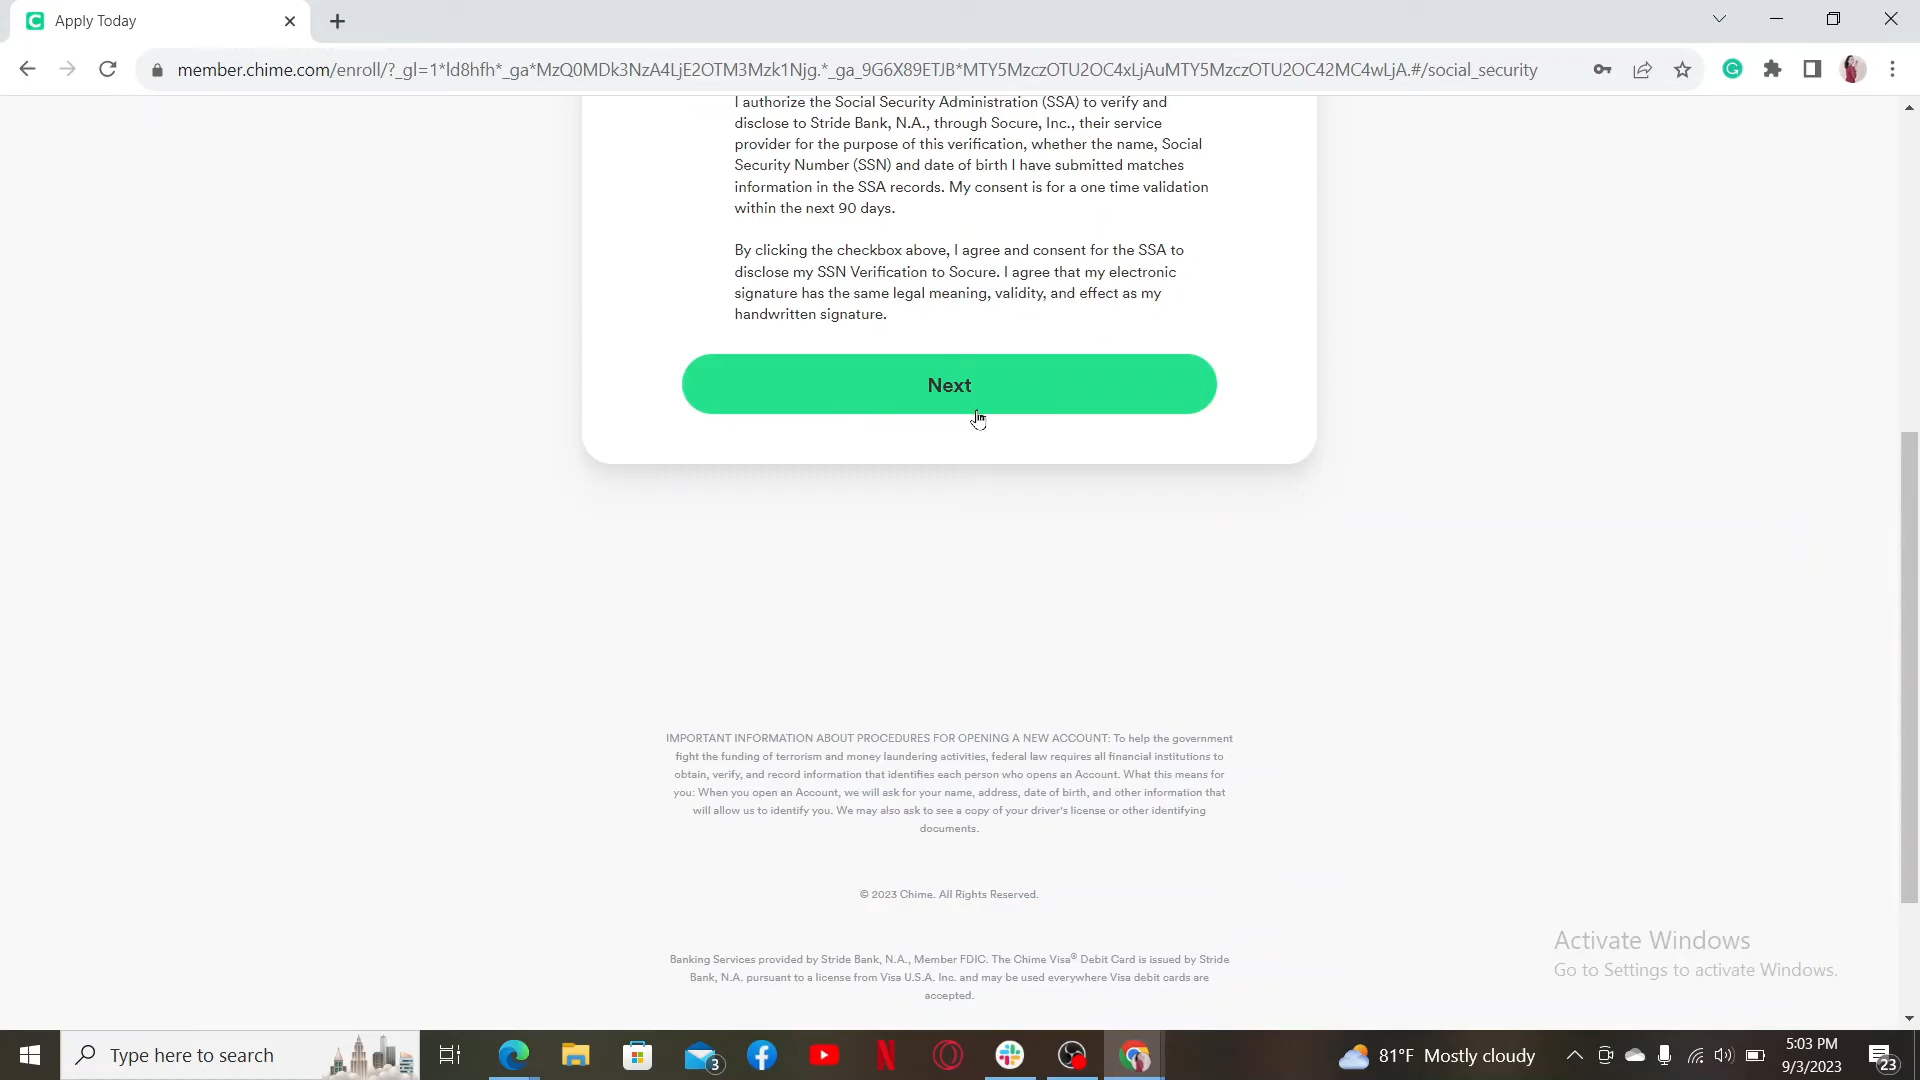 Apply Today
member.chime.com/enroll/?_gl=1*ld8hfh*_ga*MzQ0MDk3NzA4LjE2OTM3Mzk1Njg.*_ga_9G6X89ETJB*MTY5MzczOTU2OC4xLjAuMTY5MzczOTU2OC42MC4wLjA.#/social_security
I authorize the Social Security Administration (SSA) to verify and
disclose to Stride Bank, N.A., through Socure, Inc., their service
provider for the purpose of this verification, whether the name, Social
Security Number (SSN) and date of birth I have submitted matches
information in the SSA records. My consent is for a one time validation
within the next 90 days.
By clicking the checkbox above, I agree and consent for the SSA to
disclose my SSN Verification to Socure. I agree that my electronic
signature has the same legal meaning, validity, and effect as my
handwritten signature.
Next
IMPORTANT INFORMATION ABOUT PROCEDURES FOR OPENING A NEW ACCOUNT: To help the government
fight the funding of terrorism and money laundering activities, federal law requires all financial institutions to
obtain, verify, and record information that identifies each person who opens an Account. What this means for
you: When you open an Account, we will ask for your name, address, date of birth, and other information that
will allow us to identify you. We may also ask to see a copy of your driver's license or other identifying
documents.
© 2023 Chime. All Rights Reserved.
Banking Services provided by Stride Bank, N.A., Member FDIC. The Chime Visa® Debit Card is issued by Stride
Bank, N.A. pursuant to a license from Visa U.S.A. Inc. and may be used everywhere Visa debit cards are
accepted.
Activate Windows
Go to Settings to activate Windows.
Type here to search
3
81°F Mostly cloudy
5:03 PM
9/3/2023
23